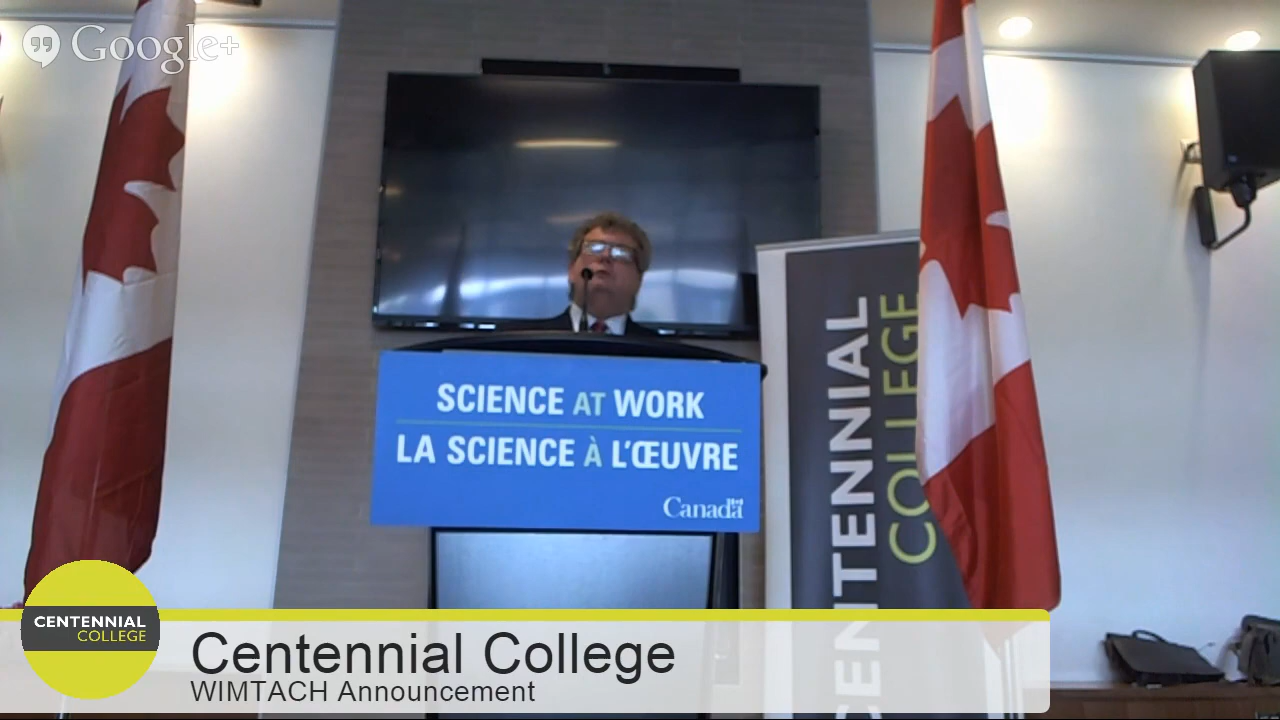 Google+
SCIENCE AT WORK
LA SCIENCE À L'ŒUVRE
Canada
CENTENNIAL
COLLEGE
CENTENNIAL
COLLEGE
Centennial College
WIMTACH Announcement